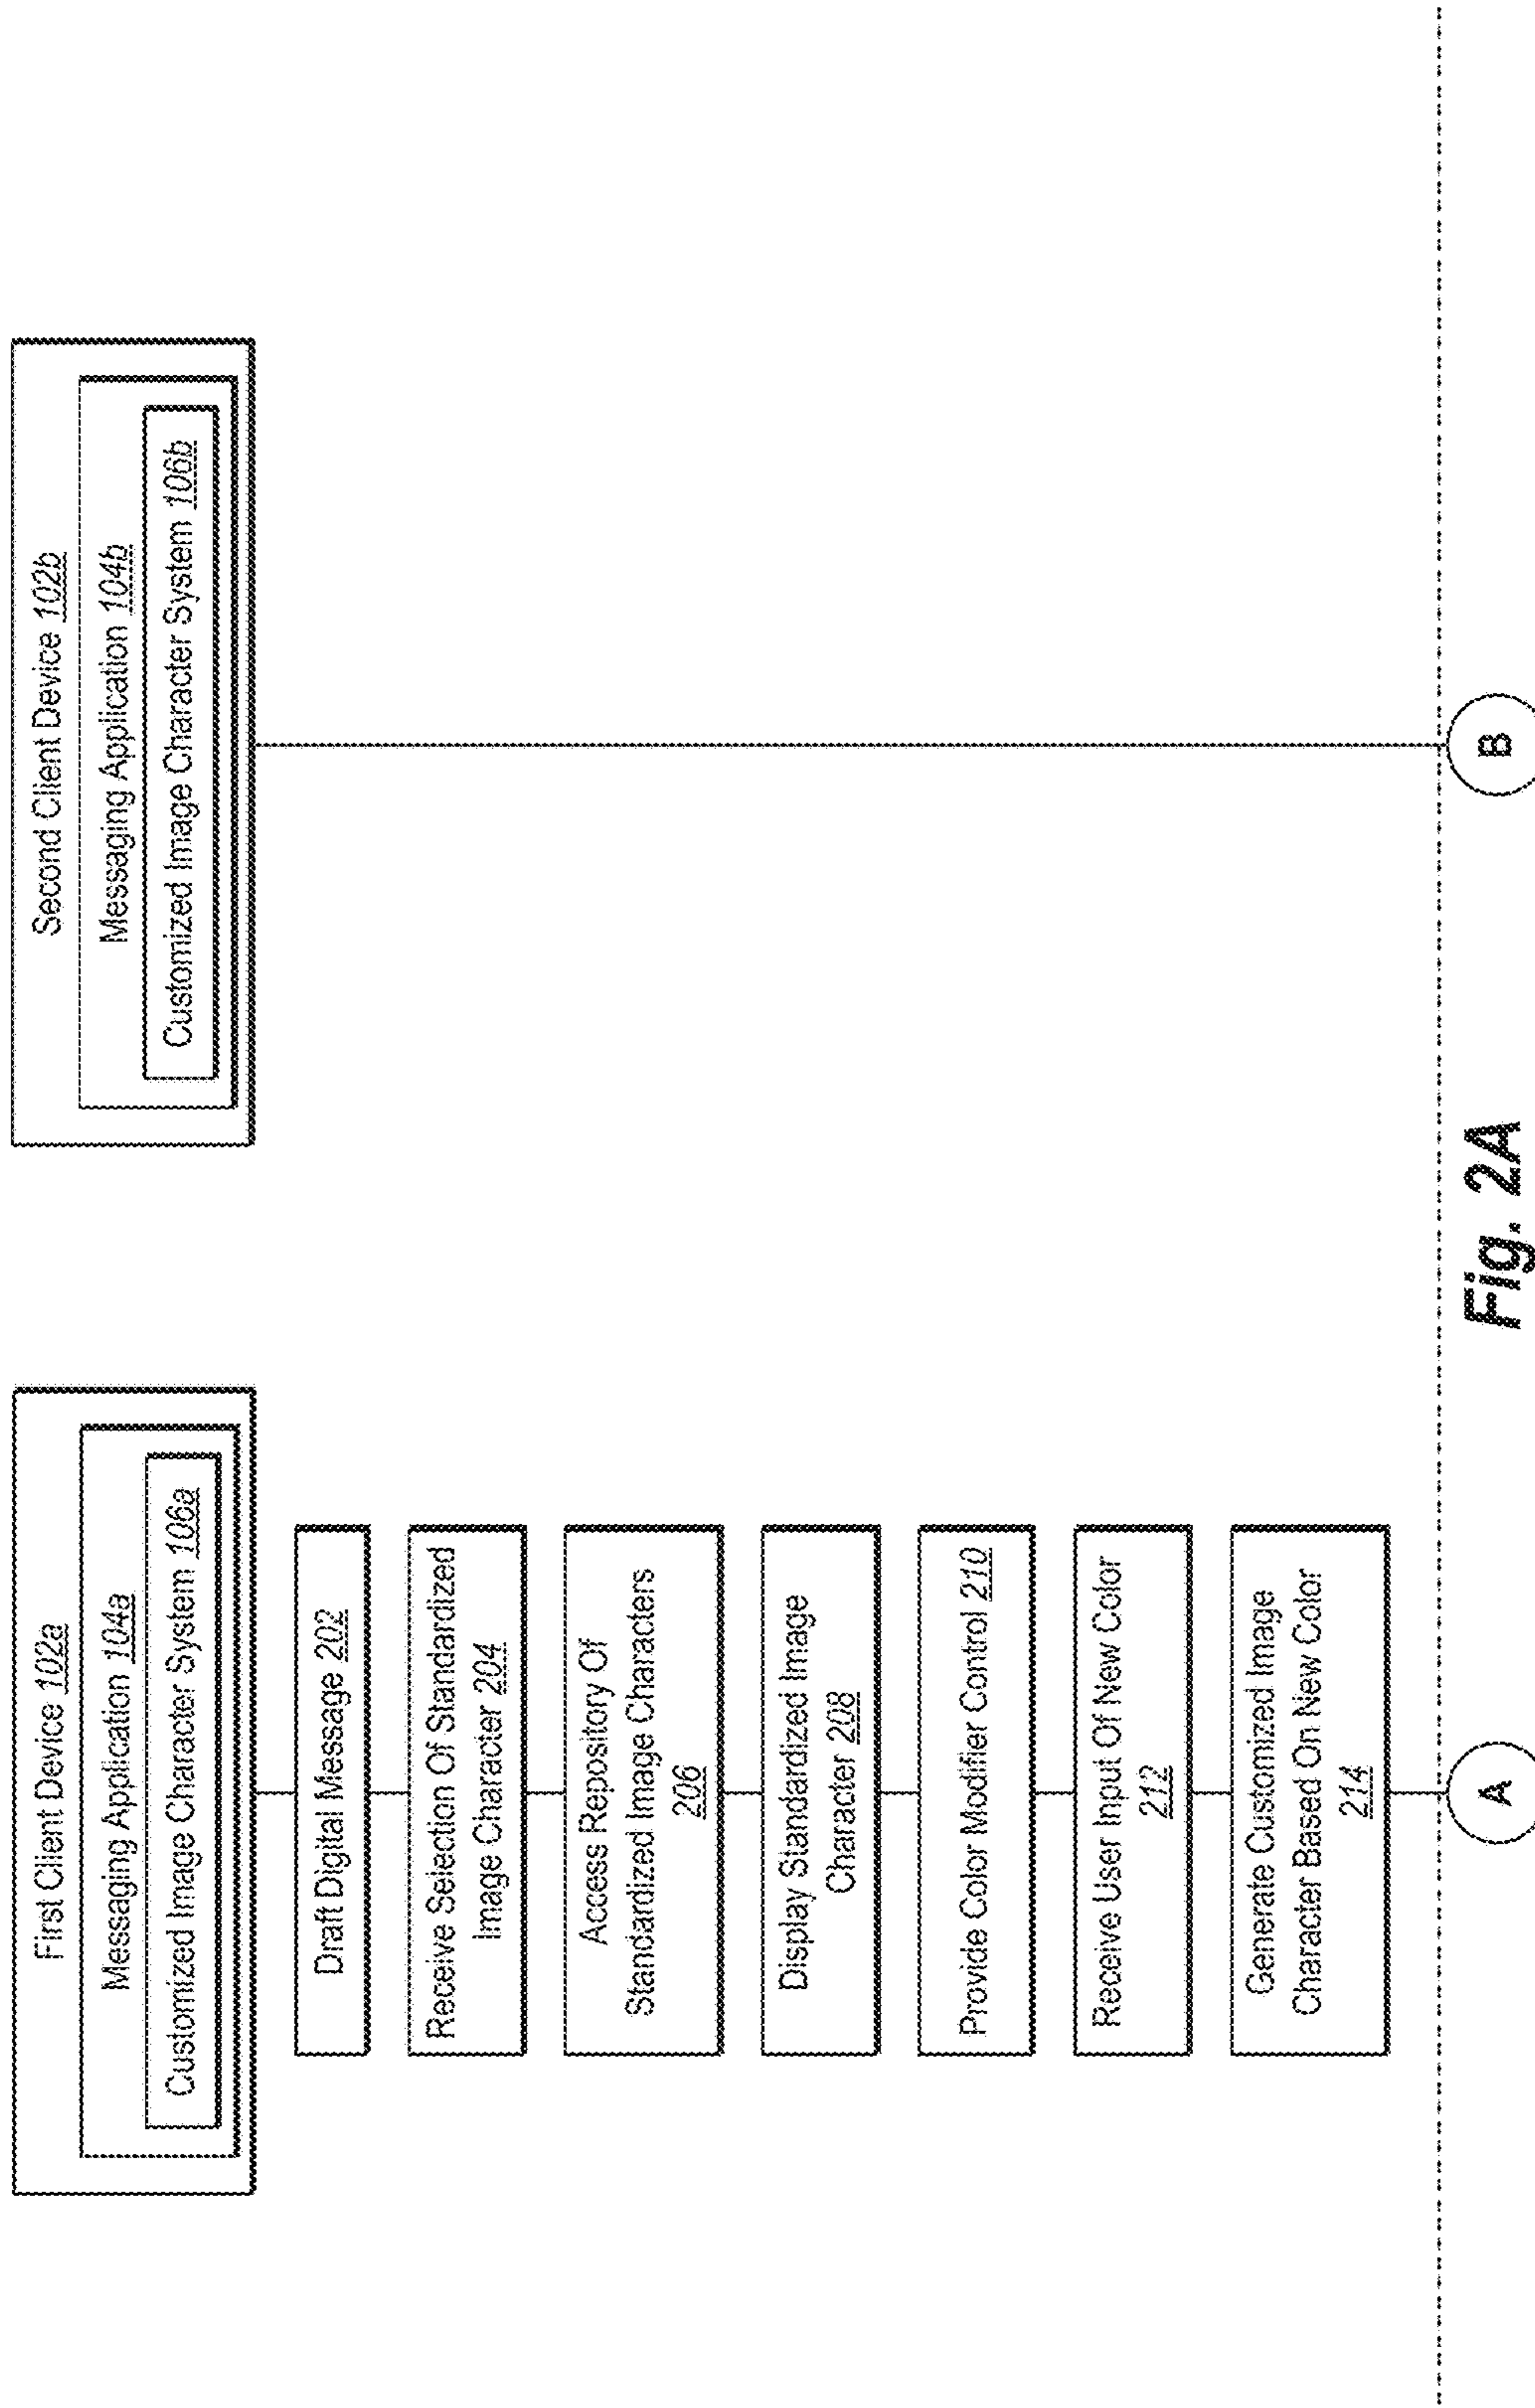 First Client Device 102a
Messaging Application 104a
Customized Image Character System 106a
Draft Digital Message 202
Receive Selection Of Standardized
Image Character 204
Access Repository Of
Standardized Image Characters
206
Display Standardized Image
Character 208
Provide Color Modifier Control 210
Receive User Input Of New Color
212
Generate Customized Image
Character Based On New Color
214
A
Second Client Device 102b
Messaging Application 104b
Customized Image Character System 106b
B
Fig. 2A